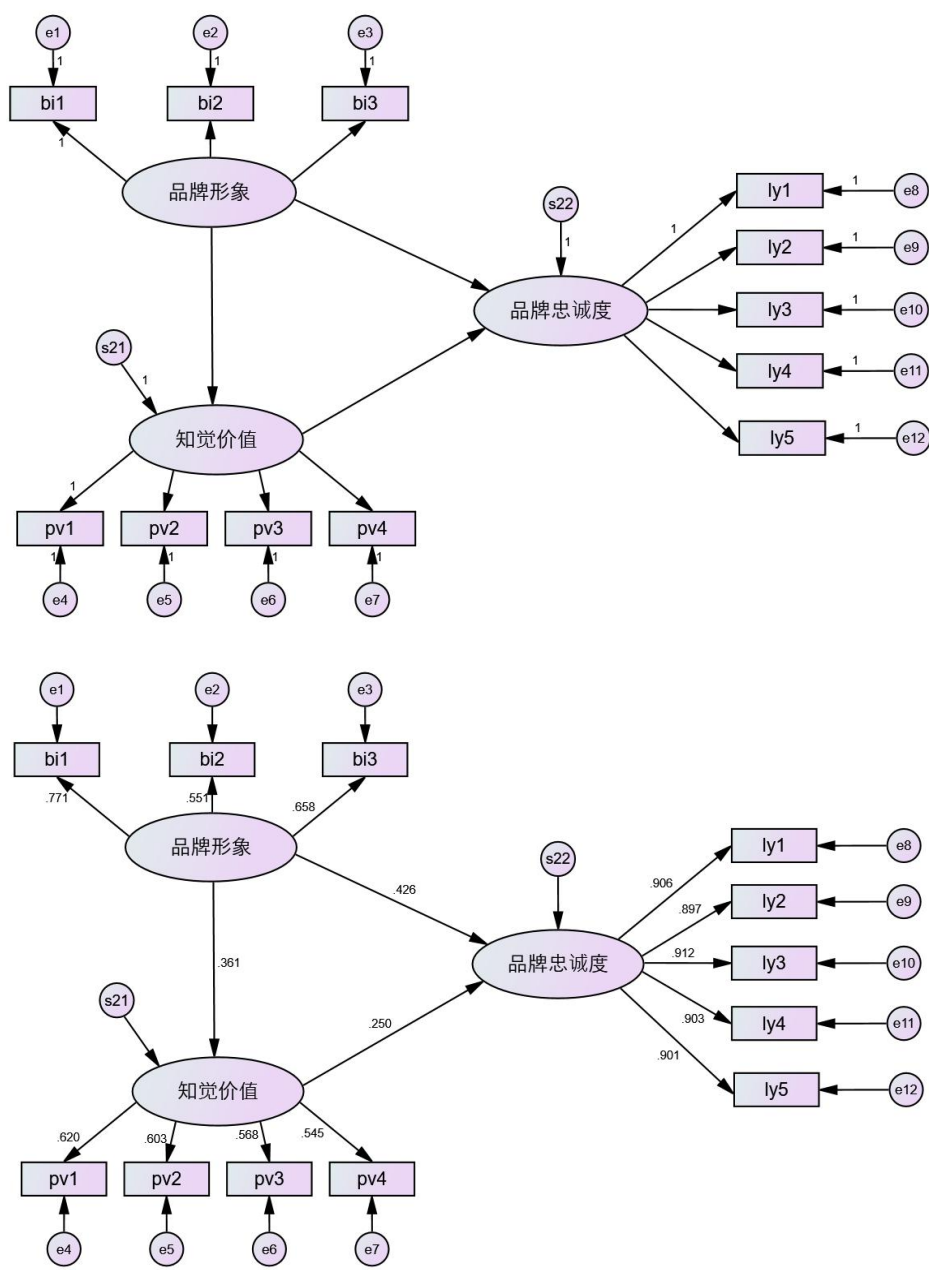 e1 e2 e3
1 1 1
bi1 bi2 bi3
1
品牌形象
s22
1
ly1 1 e8
1
ly2 1 e9
品牌忠诚度
ly3 1 e10
s21
1
ly4 1 e11
知觉价值
ly5 1 e12
1
pv1 pv2 pv3 pv4
1 1 1 1
e4 e5 e6 e7
e1 e2 e3
bi1 bi2 bi3
.771 .551 .658
品牌形象
s22
ly1 e8
.426
.906
ly2 e9
.897
.361
品牌忠诚度
.912
ly3 e10
s21
.250
.903
ly4 e11
.901
知觉价值
ly5 e12
.620 .603 .568 .545
pv1 pv2 pv3 pv4
e4 e5 e6 e7